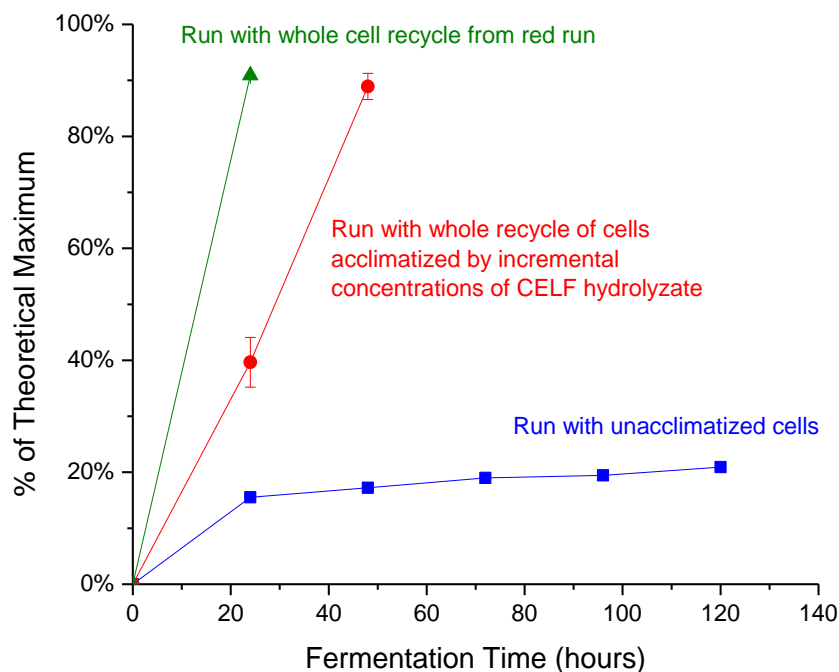 100%
80%
60%
40%
20%
0%
% of Theoretical Maximum
Run with whole cell recycle from red run
Run with whole recycle of cells
acclimatized by incremental
concentrations of CELF hydrolyzate
Run with unacclimatized cells
0 20 40 60 80 100 120 140
Fermentation Time (hours)